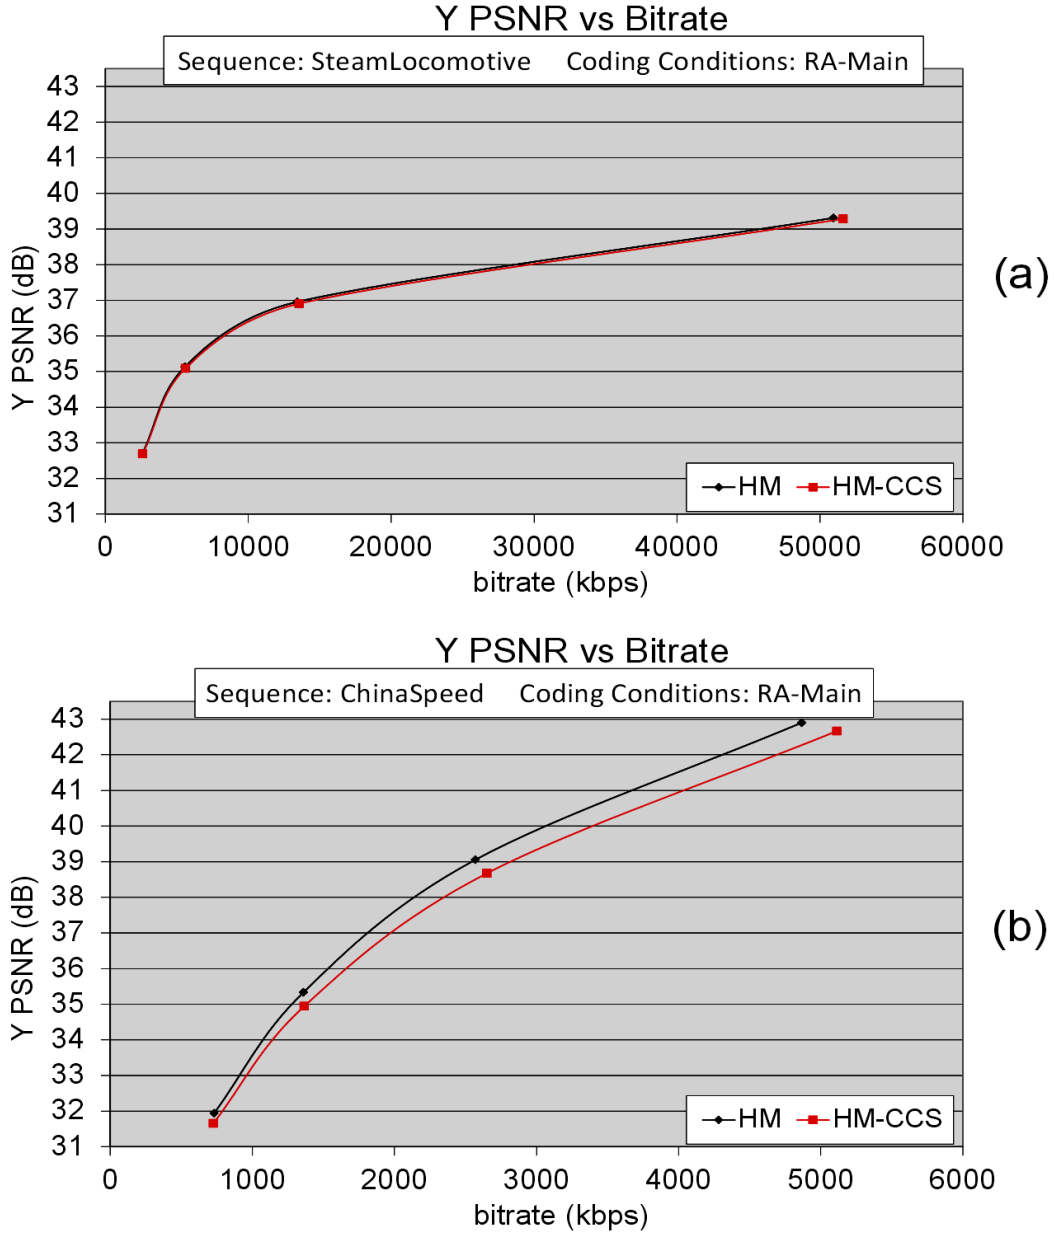 Y PSNR vs Bitrate
Sequence: SteamLocomotive Coding Conditions: RA-Main
43
42
41
40
39
38
37
36
35
34
33
32
31
Y PSNR (dB)
(a)
HM HM-CCS
0 10000 20000 30000 40000 50000 60000
bitrate (kbps)
Y PSNR vs Bitrate
Sequence: ChinaSpeed Coding Conditions: RA-Main
43
42
41
40
39
38
37
36
35
34
33
32
31
Y PSNR (dB)
(b)
HM HM-CCS
0 1000 2000 3000 4000 5000 6000
bitrate (kbps)